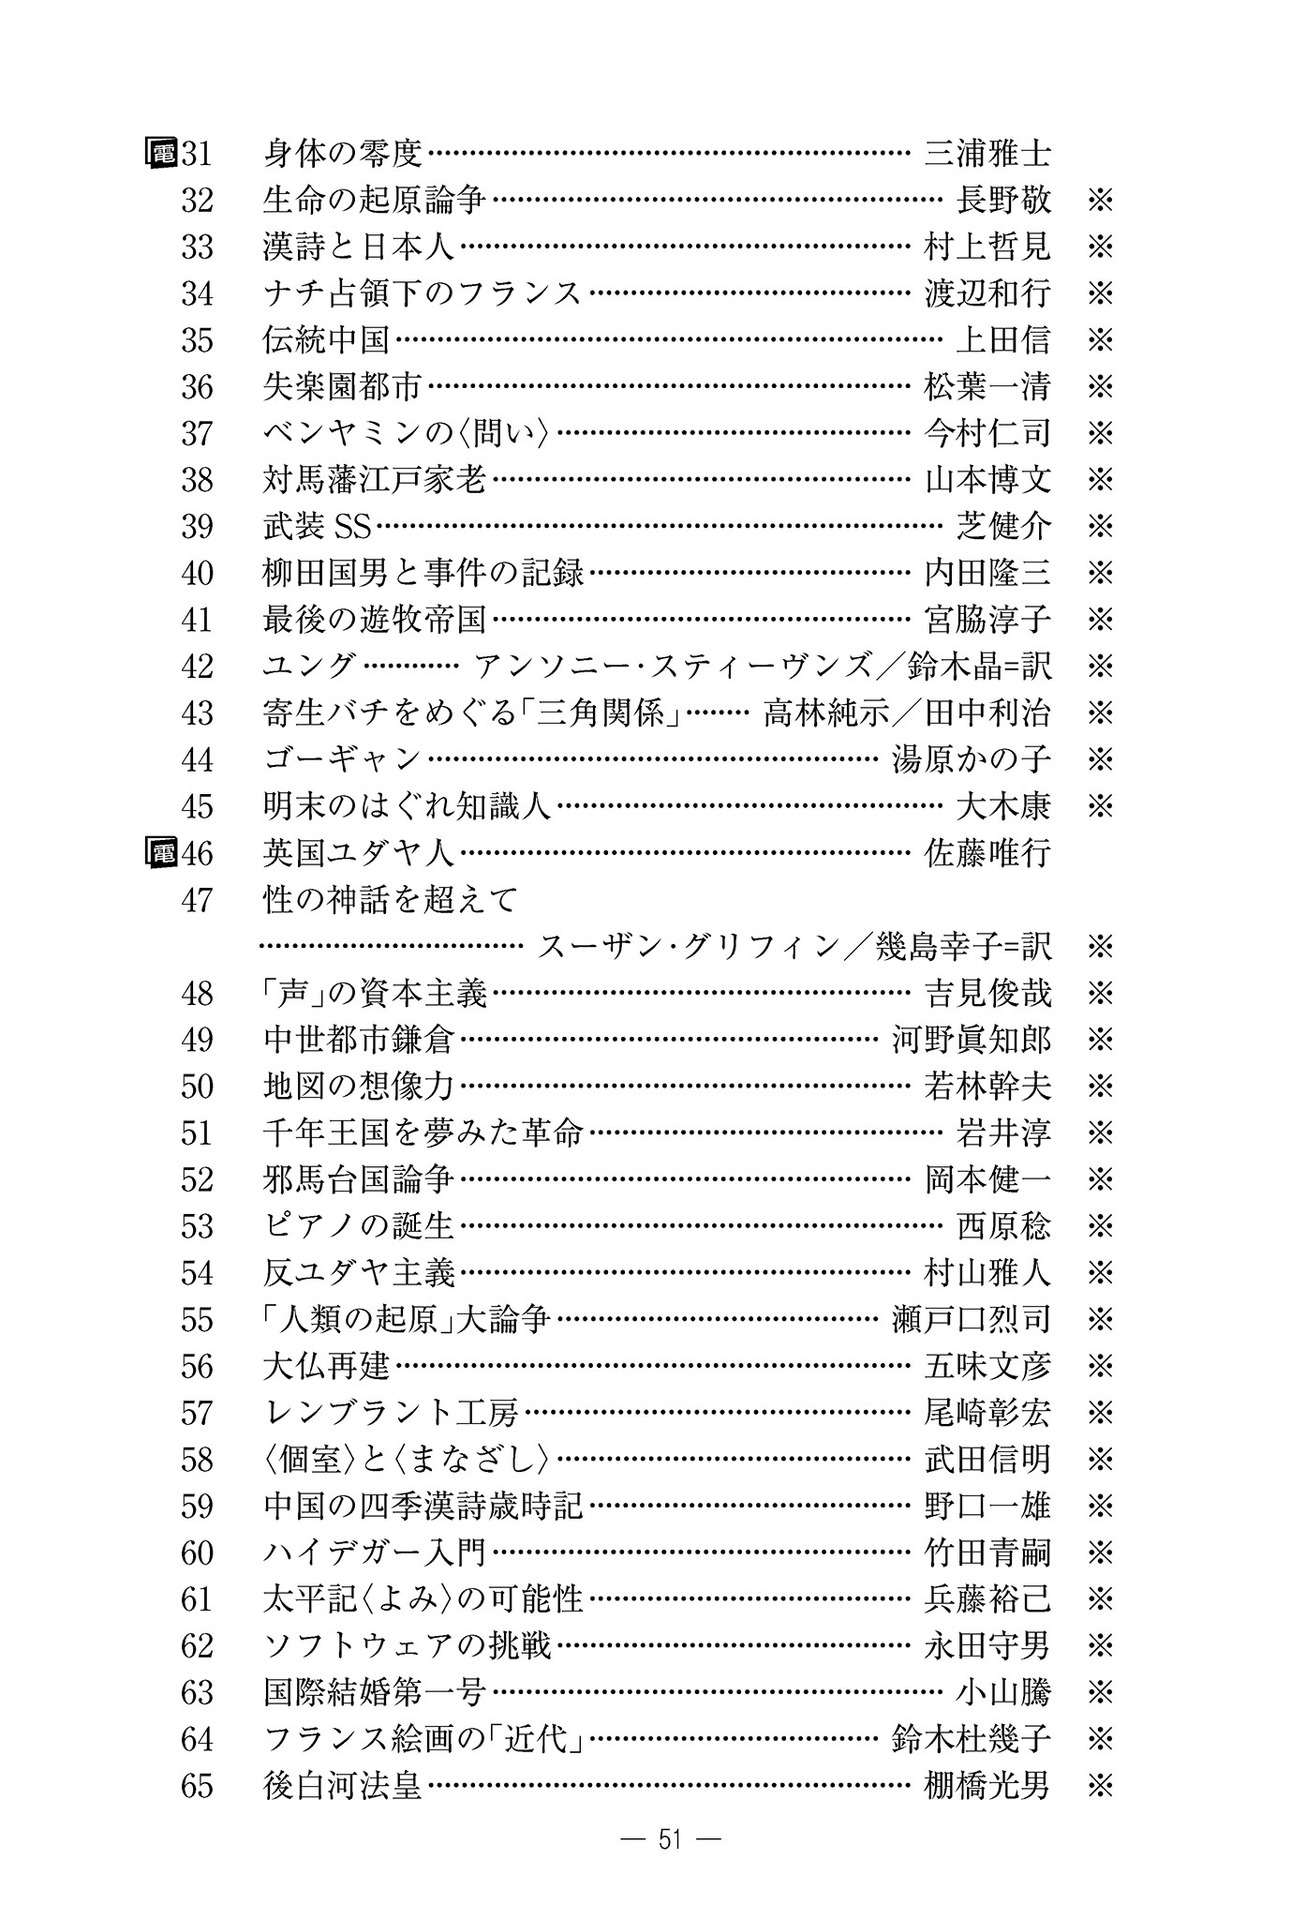 電31 身体の零度………………………………………………… 三浦雅士
32 生命の起原論争……………………………………………… 長野敬 ※
33 漢詩と日本人……………………………………………… 村上哲見 ※
34 ナチ占領下のフランス………………………………… 渡辺和行 ※
35 伝統中国………………………………………………………… 上田信 ※
36 失楽園都市………………………………………………… 松葉一清 ※
37 ベンヤミンの〈問い〉…………………………………… 今村仁司 ※
38 対馬藩江戸家老…………………………………………… 山本博文 ※
39 武装SS…………………………………………………………… 芝健介 ※
40 柳田国男と事件の記録………………………………… 内田隆三 ※
41 最後の遊牧帝国…………………………………………… 宮脇淳子 ※
42 ユング………… アンソニー・スティーヴンズ／鈴木晶=訳 ※
43 寄生バチをめぐる「三角関係」……… 高林純示／田中利治 ※
44 ゴーギャン……………………………………………… 湯原かの子 ※
45 明末のはぐれ知識人……………………………………… 大木康 ※
電46 英国ユダヤ人……………………………………………… 佐藤唯行
47 性の神話を超えて
…………………………… スーザン・グリフィン／幾島幸子=訳 ※
48 「声」の資本主義…………………………………………… 吉見俊哉 ※
49 中世都市鎌倉…………………………………………… 河野眞知郎 ※
50 地図の想像力……………………………………………… 若林幹夫 ※
51 千年王国を夢みた革命…………………………………… 岩井淳 ※
52 邪馬台国論争……………………………………………… 岡本健一 ※
53 ピアノの誕生………………………………………………… 西原稔 ※
54 反ユダヤ主義……………………………………………… 村山雅人 ※
55 「人類の起原」大論争………………………………… 瀬戸口烈司 ※
56 大仏再建……………………………………………………… 五味文彦 ※
57 レンブラント工房………………………………………… 尾崎彰宏 ※
58 〈個室〉と〈まなざし〉…………………………………… 武田信明 ※
59 中国の四季漢詩歳時記………………………………… 野口一雄 ※
60 ハイデガー入門…………………………………………… 竹田青嗣 ※
61 太平記〈よみ〉の可能性………………………………… 兵藤裕己 ※
62 ソフトウェアの挑戦…………………………………… 永田守男 ※
63 国際結婚第一号……………………………………………… 小山騰 ※
64 フランス絵画の「近代」……………………………… 鈴木杜幾子 ※
65 後白河法皇………………………………………………… 棚橋光男 ※
— 51 —